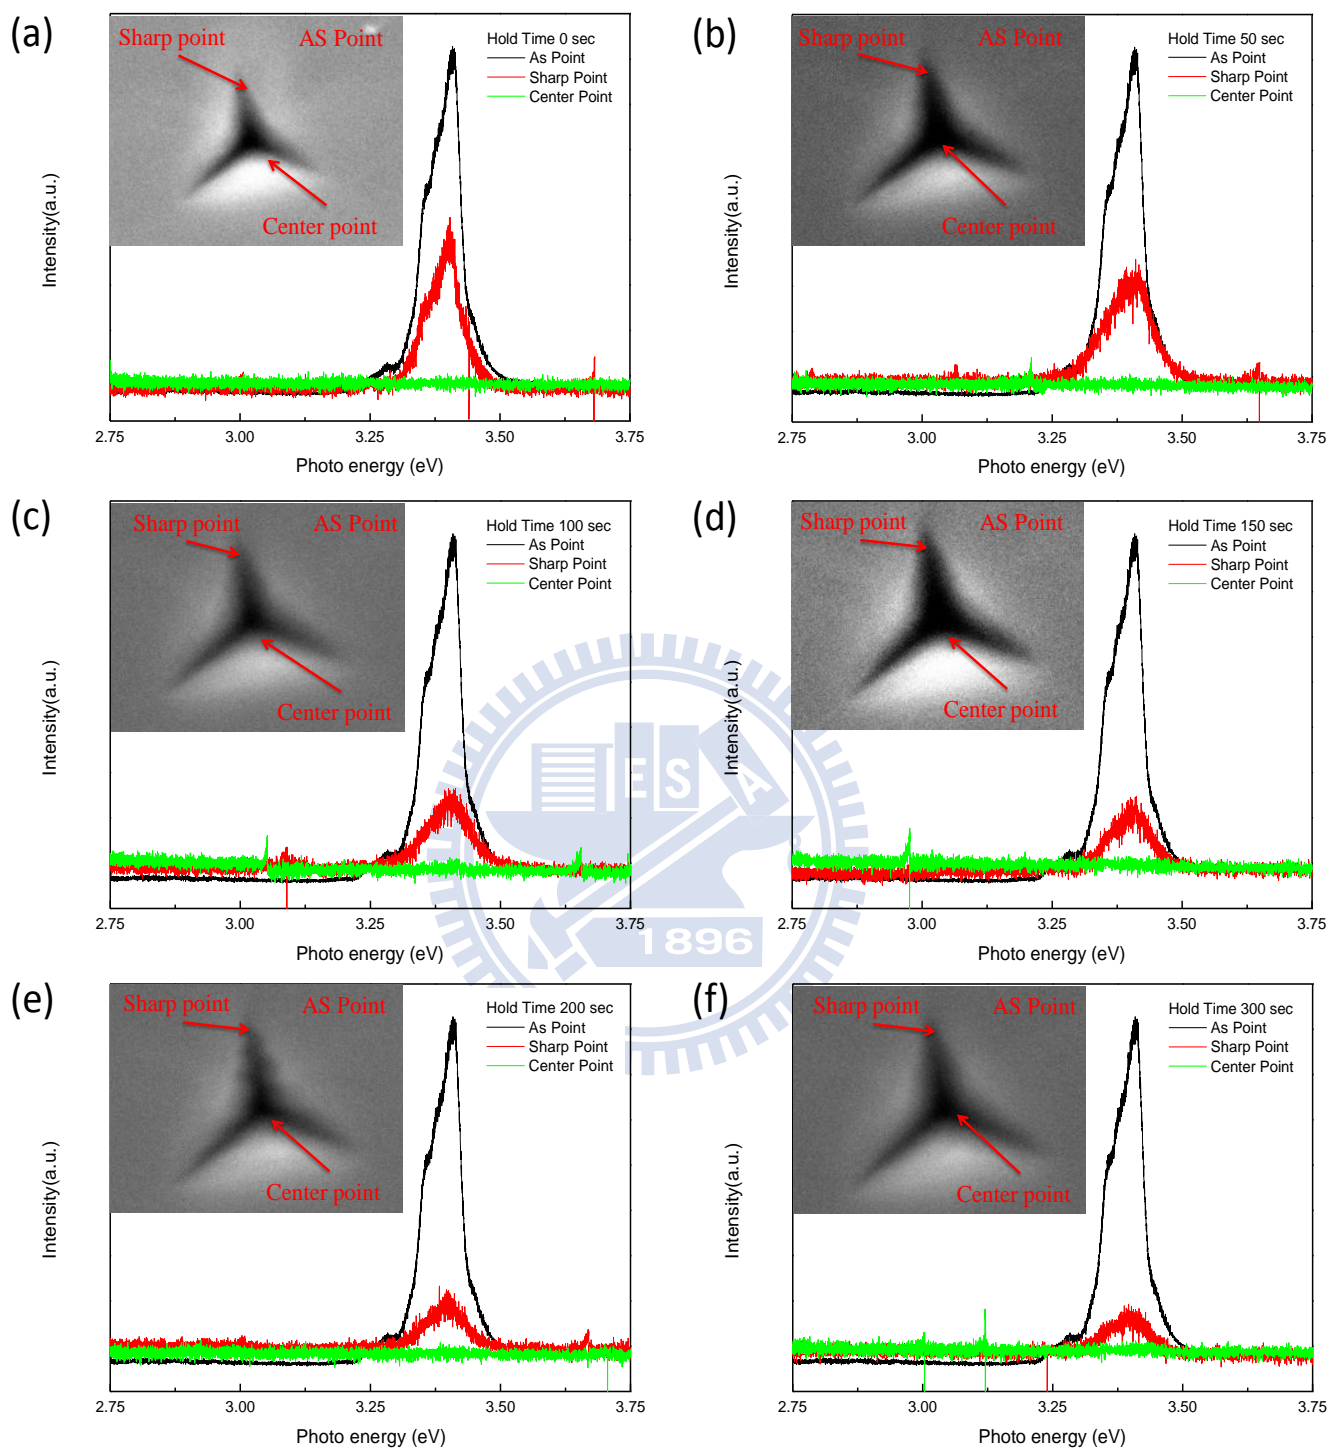 (a)
Sharp point
AS Point
Center point
Hold Time 0 sec
As Point
Sharp Point
Center Point
Intensity(a.u.)
2.75 3.00 3.25 3.50 3.75
Photo energy (eV)
(b)
Sharp point
AS Point
Center point
Hold Time 50 sec
As Point
Sharp Point
Center Point
Intensity(a.u.)
2.75 3.00 3.25 3.50 3.75
Photo energy (eV)
(c)
Sharp point
AS Point
Center point
Hold Time 100 sec
As Point
Sharp Point
Center Point
Intensity(a.u.)
2.75 3.00 3.25 3.50 3.75
Photo energy (eV)
(d)
Sharp point
AS Point
Center point
Hold Time 150 sec
As Point
Sharp Point
Center Point
Intensity(a.u.)
2.75 3.00 3.25 3.50 3.75
Photo energy (eV)
E S A
1896
(e)
Sharp point
AS Point
Center point
Hold Time 200 sec
As Point
Sharp Point
Center Point
Intensity(a.u.)
2.75 3.00 3.25 3.50 3.75
Photo energy (eV)
(f)
Sharp point
AS Point
Center point
Hold Time 300 sec
As Point
Sharp Point
Center Point
Intensity(a.u.)
2.75 3.00 3.25 3.50 3.75
Photo energy (eV)